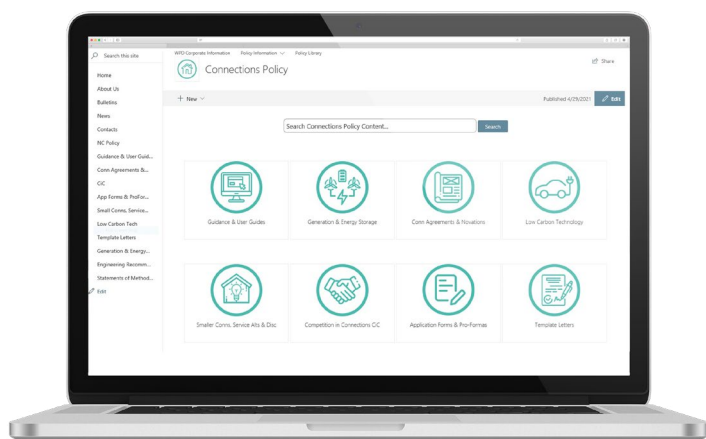 WPD Corporate Information Policy Information Policy Library
Search this site
Share
Connections Policy
Home
About Us
Bulletins
News
Contacts
NC Policy
Guidance & User Guid...
Conn Agreements &...
CiC
App Forms & ProFor...
Small Conns, Service...
Low Carbon Tech
Template Letters
Generation & Energy...
Engineering Recomm...
Statements of Method...
Edit
+ New
Published 4/29/2021
Edit
Search Connections Policy Content...
Search
Guidance & User Guides
Generation & Energy Storage
Conn Agreements & Novations
Low Carbon Technology
Smaller Conns, Service Alts & Disc
Competition in Connections CiC
Application Forms & Pro-Formas
Template Letters